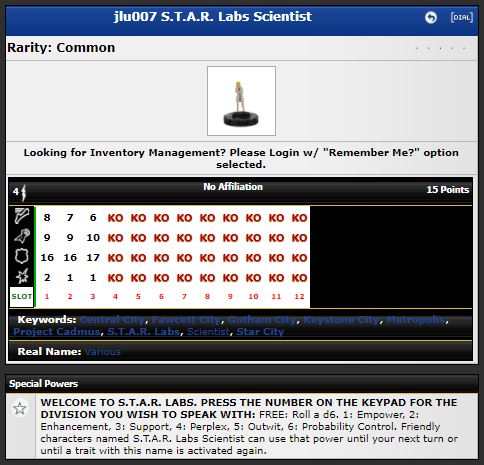 jlu007 S.T.A.R. Labs Scientist
[DIAL]
Rarity: Common
Looking for Inventory Management? Please Login w/ "Remember Me?" option
selected.
4 No Affiliation 15 Points
8 7 6 KO KO KO KO KO KO KO KO KO
9 9 10 KO KO KO KO KO KO KO KO KO
16 16 17 KO KO KO KO KO KO KO KO KO
2 1 1 KO KO KO KO KO KO KO KO KO
SLOT 1 2 3 4 5 6 7 8 9 10 11 12
Keywords: Central City, Fawcett City, Gotham City, Keystone City, Metropolis,
Project Cadmus, S.T.A.R. Labs, Scientist, Star City
Real Name: Various
Special Powers
WELCOME TO S.T.A.R. LABS. PRESS THE NUMBER ON THE KEYPAD FOR THE
DIVISION YOU WISH TO SPEAK WITH: FREE: Roll a d6. 1: Empower, 2:
Enhancement, 3: Support, 4: Perplex, 5: Outwit, 6: Probability Control. Friendly
characters named S.T.A.R. Labs Scientist can use that power until your next turn or
until a trait with this name is activated again.